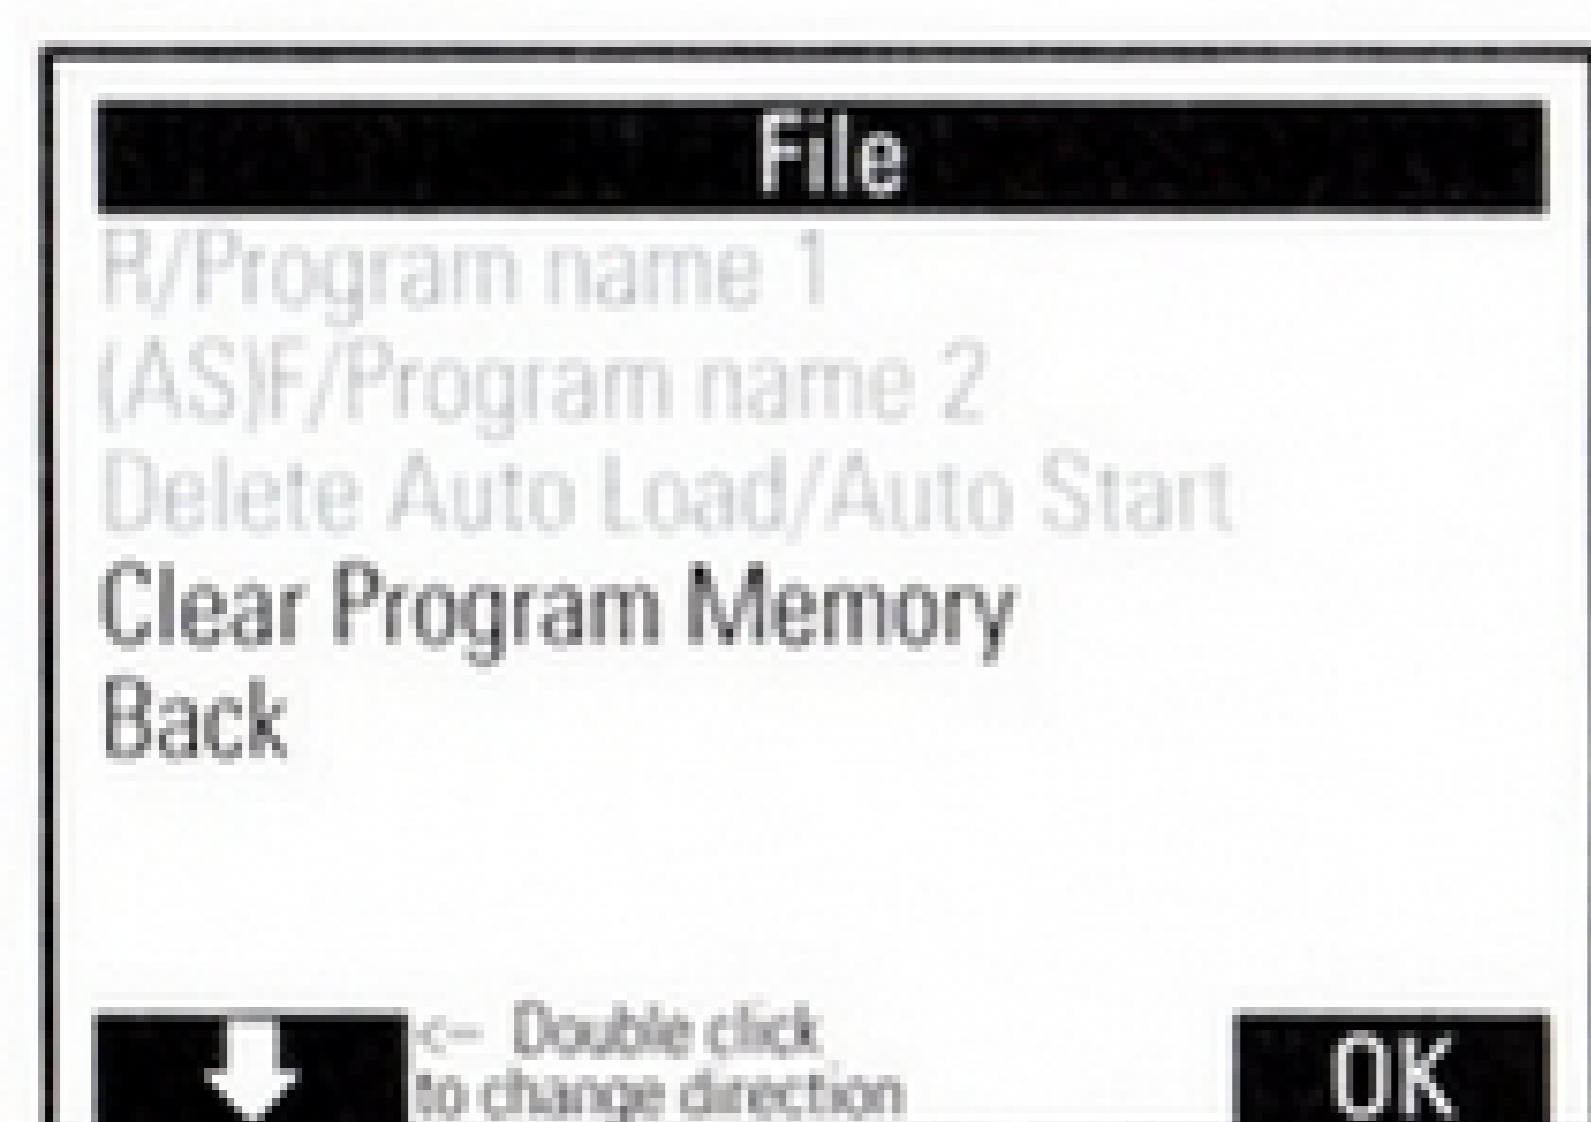 File
R/Program name 1
(AS)F/Program name 2
Delete Auto Load/Auto Start
Clear Program Memory
Back
<-- Double click
to change direction
OK